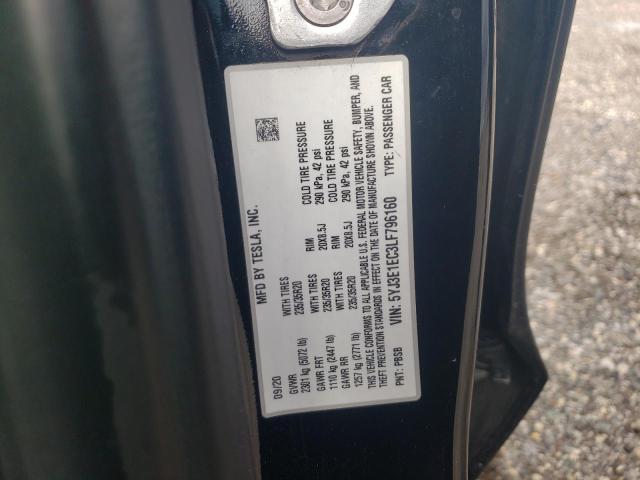 MFD BY TESLA, INC.
09/20
GVWR
2301 kg (5072 lb)
GAWR FRT
1110 kg (2447 lb)
GAWR RR
1257 kg (2771 lb)
WITH TIRES
235/35R20
WITH TIRES
235/35R20
WITH TIRES
235/35R20
RIM
20X8.5J
RIM
20X8.5J
COLD TIRE PRESSURE
290 kPa, 42 psi
COLD TIRE PRESSURE
290 kPa, 42 psi
THIS VEHICLE CONFORMS TO ALL APPLICABLE U.S. FEDERAL MOTOR VEHICLE SAFETY, BUMPER, AND
THEFT PREVENTION STANDARDS IN EFFECT ON THE DATE OF MANUFACTURE SHOWN ABOVE.
PNT: PBSB VIN: 5YJ3E1EC3LF796160 TYPE: PASSENGER CAR